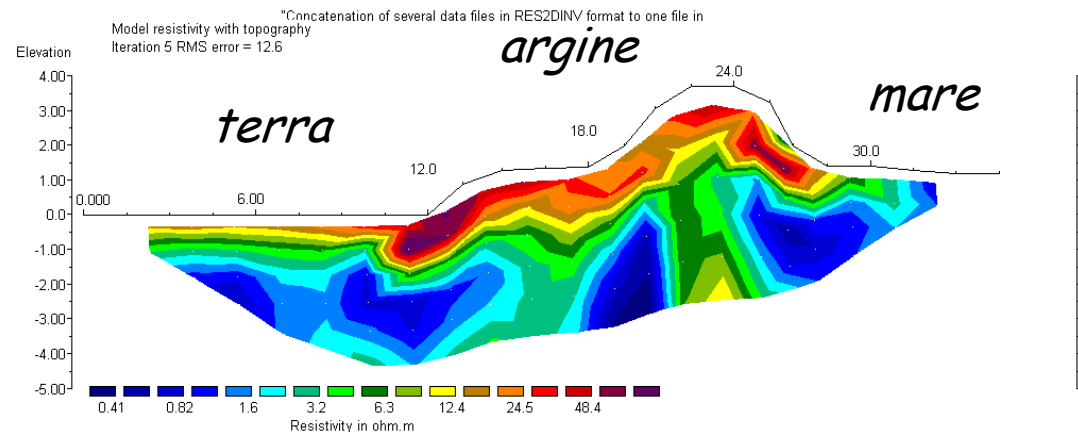 "Concatenation of several data files in RES2DINV format to one file in
Model resistivity with topography
Iteration 5 RMS error = 12.6
argine
Elevation
4.00
24.0
mare
3.00
terra
18.0
2.00
30.0
12.0
1.00
0.000
6.00
0.0
-1.00
-2.00
-3.00
-4.00
-5.00
0.41 0.82 1.6 3.2 6.3 12.4 24.5 48.4
Resistivity in ohm.m